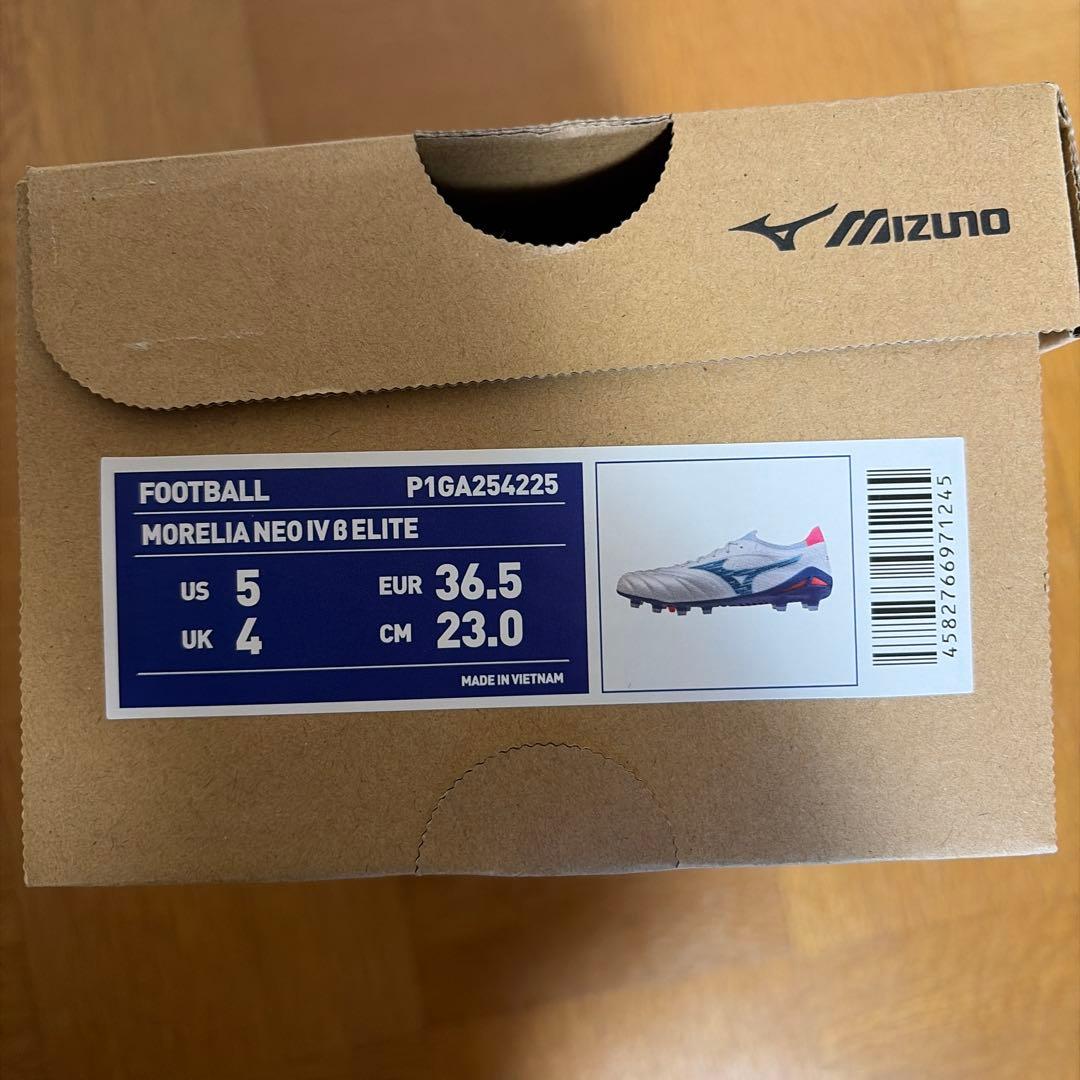 MIZUNO
FOOTBALL P1GA254225
MORELIA NEO IV β ELITE
US 5 EUR 36.5
UK 4 CM 23.0
MADE IN VIETNAM
4582766971245